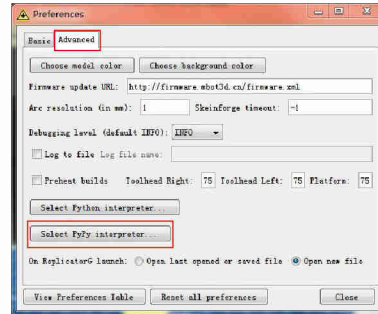 Preferences
Basic Advanced
Choose model color Choose background color
Firmware update URL: http://firmware.mbot3d.cn/firmware.xml
Arc resolution (in mm): 1 Skeinforge timeout: -1
Debugging level (default INFO): INFO
Log to file Log file name:
Preheat builds Toolhead Right: 75 Toolhead Left: 75 Platform: 75
Select Python interpreter...
Select PyPy interpreter...
On ReplicatorG launch: Open last opened or saved file Open new file
View Preferences Table Reset all preferences Close